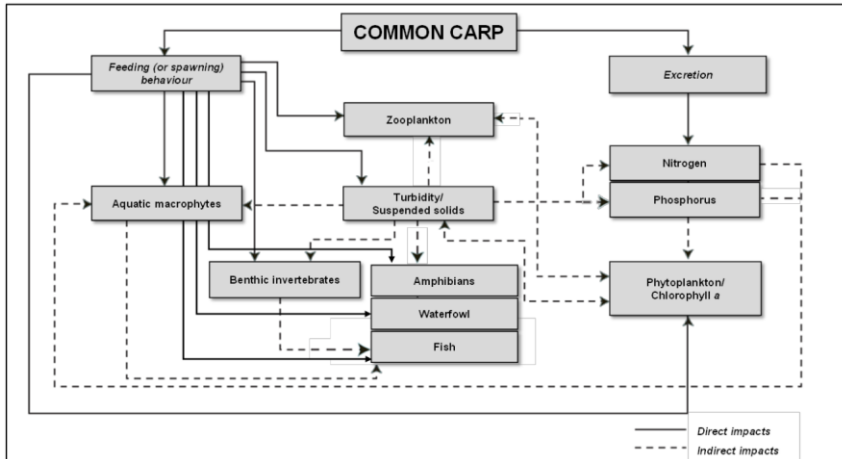 COMMON CARP
Feeding (or spawning)
behaviour
Excretion
Zooplankton
Nitrogen
Aquatic macrophytes
Turbidity/
Suspended solids
Phosphorus
Benthic invertebrates
Amphibians
Phytoplankton/
Chlorophyll a
Waterfowl
Fish
Direct impacts
Indirect impacts